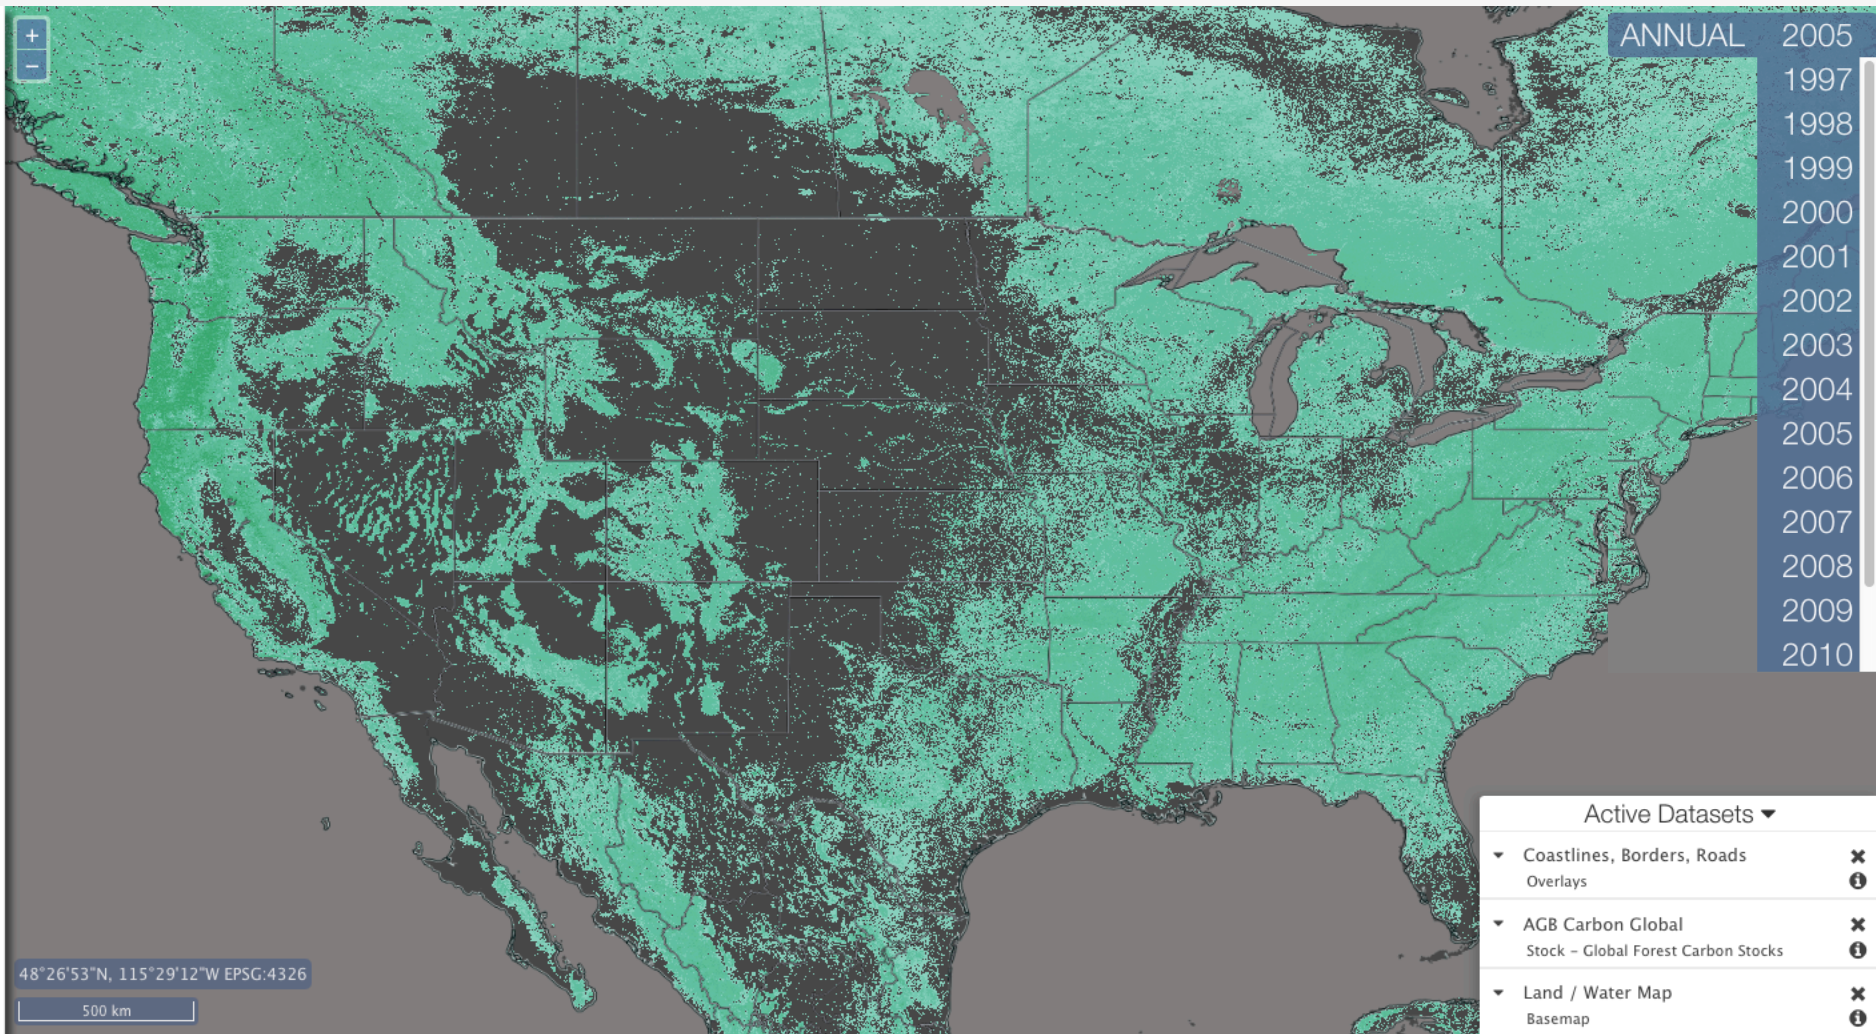 +
−
ANNUAL 2005
1997
1998
1999
2000
2001
2002
2003
2004
2005
2006
2007
2008
2009
2010
Active Datasets
Coastlines, Borders, Roads
Overlays
AGB Carbon Global
Stock – Global Forest Carbon Stocks
Land / Water Map
Basemap
48°26'53"N, 115°29'12"W EPSG:4326
500 km